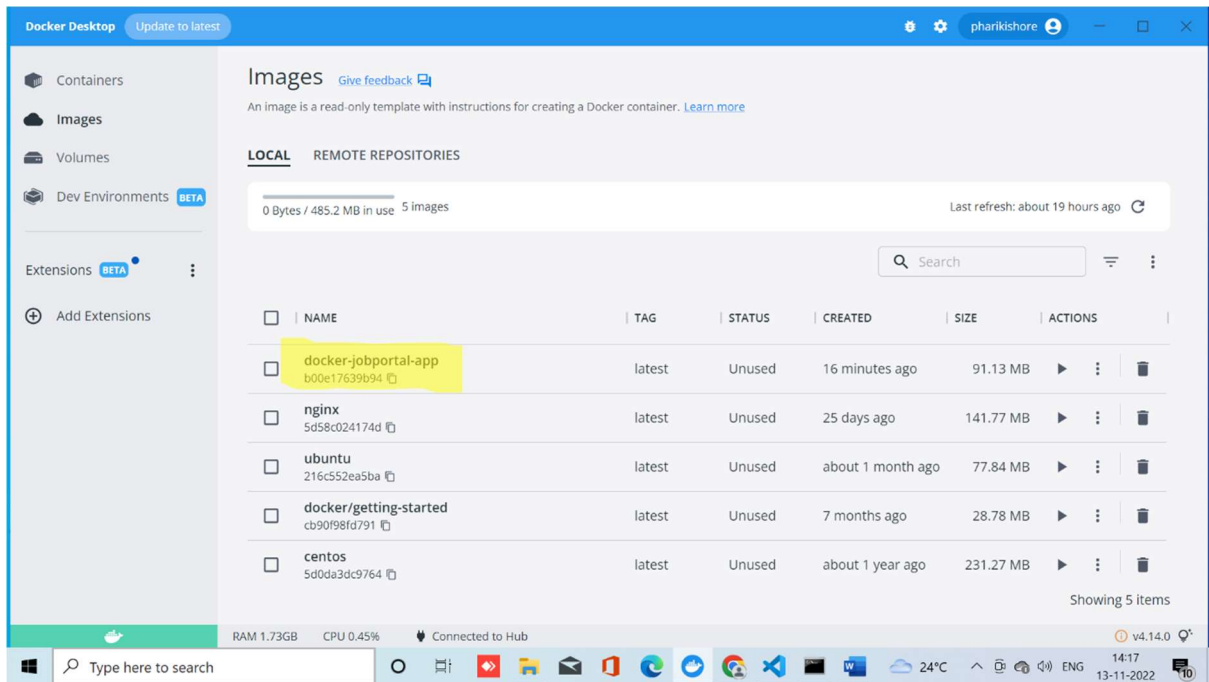 Docker Desktop Update to latest pharikishore
Containers
Images
Volumes
Dev Environments BETA
Extensions BETA
Add Extensions
Images Give feedback
An image is a read-only template with instructions for creating a Docker container. Learn more
LOCAL REMOTE REPOSITORIES
0 Bytes / 485.2 MB in use 5 images Last refresh: about 19 hours ago
Search
NAME TAG STATUS CREATED SIZE ACTIONS
docker-jobportal-app latest Unused 16 minutes ago 91.13 MB
b00e17639b94
nginx latest Unused 25 days ago 141.77 MB
5d58c024174d
ubuntu latest Unused about 1 month ago 77.84 MB
216c552ea5ba
docker/getting-started latest Unused 7 months ago 28.78 MB
cb90f98fd791
centos latest Unused about 1 year ago 231.27 MB
5d0da3dc9764
Showing 5 items
RAM 1.73GB CPU 0.45% Connected to Hub v4.14.0
Type here to search 24°C ENG 14:17
13-11-2022 10